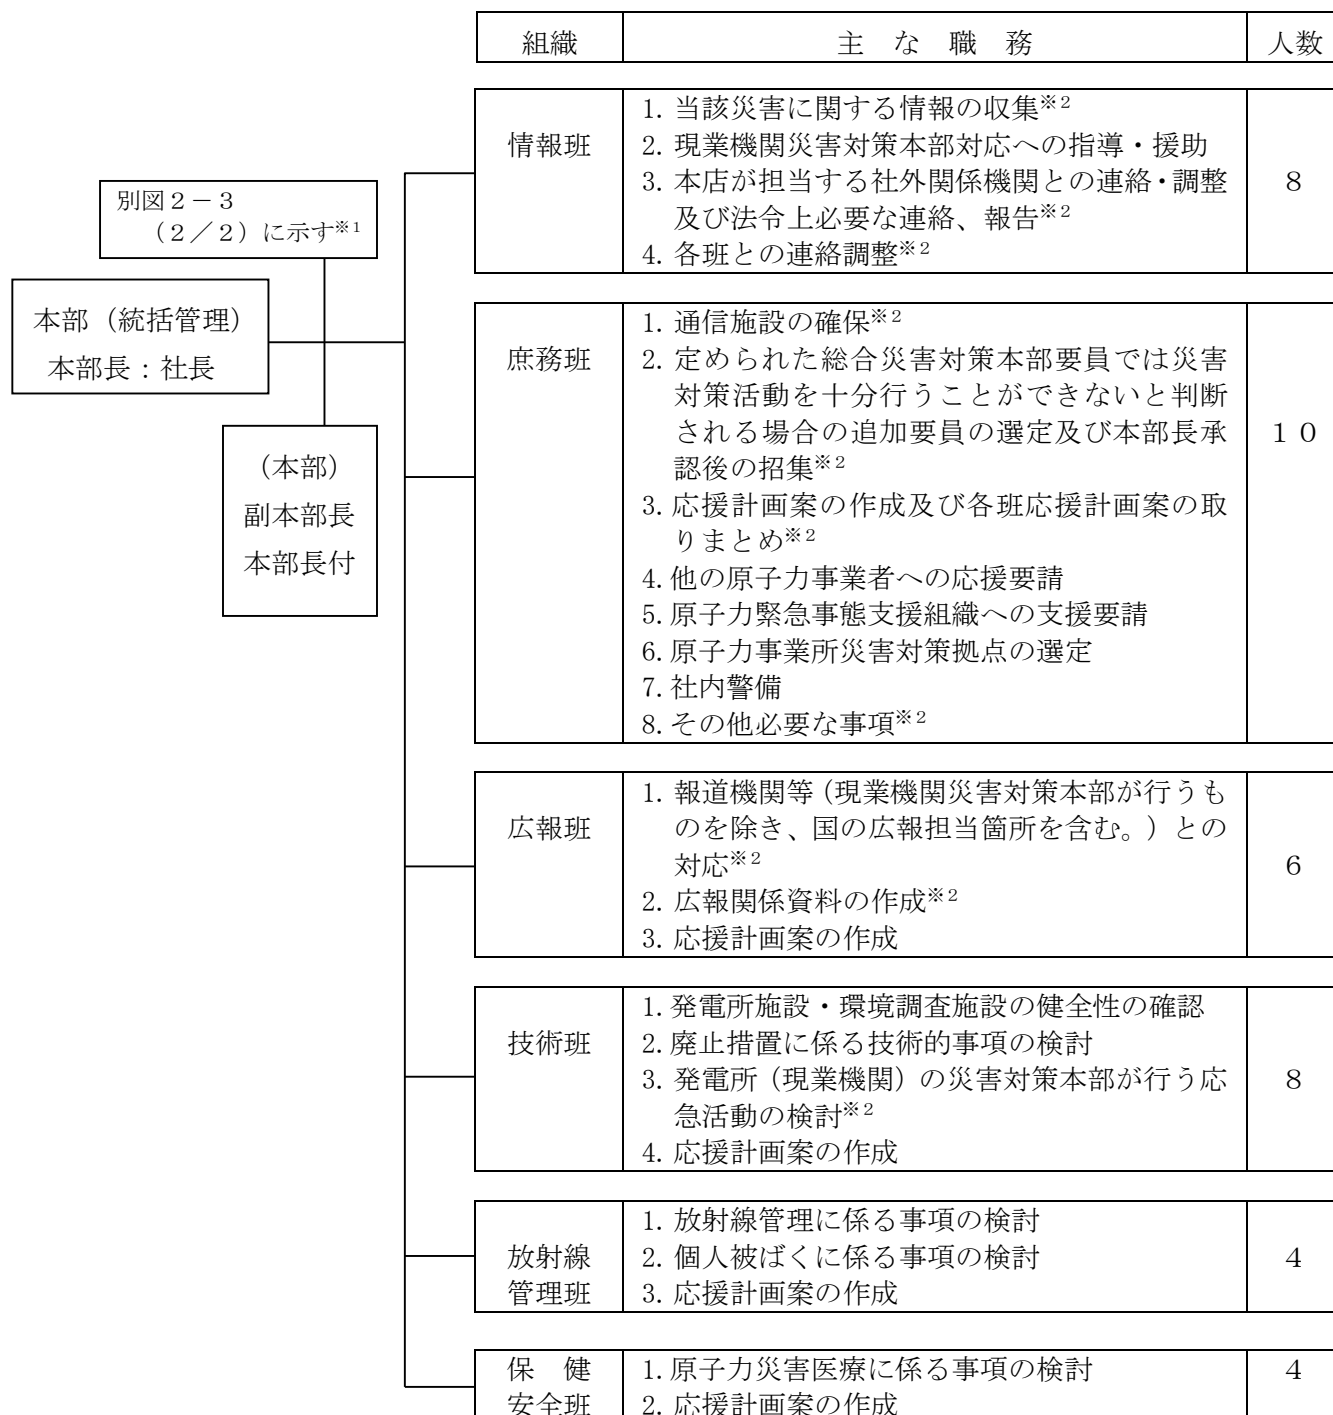 組織 主な職務 人数
別図2-3
(2/2)に示す※1
本部(統括管理)
本部長:社長
(本部)
副本部長
本部長付
情報班
1. 当該災害に関する情報の収集※2
2. 現業機関災害対策本部対応への指導・援助
3. 本店が担当する社外関係機関との連絡・調整
及び法令上必要な連絡、報告※2
4. 各班との連絡調整※2
8
庶務班
1. 通信施設の確保※2
2. 定められた総合災害対策本部要員では災害
対策活動を十分行うことができないと判断
される場合の追加要員の選定及び本部長承
認後の招集※2
3. 応援計画案の作成及び各班応援計画案の取
りまとめ※2
4. 他の原子力事業者への応援要請
5. 原子力緊急事態支援組織への支援要請
6. 原子力事業所災害対策拠点の選定
7. 社内警備
8. その他必要な事項※2
10
広報班
1. 報道機関等(現業機関災害対策本部が行うも
のを除き、国の広報担当箇所を含む。)との
対応※2
2. 広報関係資料の作成※2
3. 応援計画案の作成
6
技術班
1. 発電所施設・環境調査施設の健全性の確認
2. 廃止措置に係る技術的事項の検討
3. 発電所(現業機関)の災害対策本部が行う応
急活動の検討※2
4. 応援計画案の作成
8
放射線
管理班
1. 放射線管理に係る事項の検討
2. 個人被ばくに係る事項の検討
3. 応援計画案の作成
4
保健
安全班
1. 原子力災害医療に係る事項の検討
2. 応援計画案の作成
4